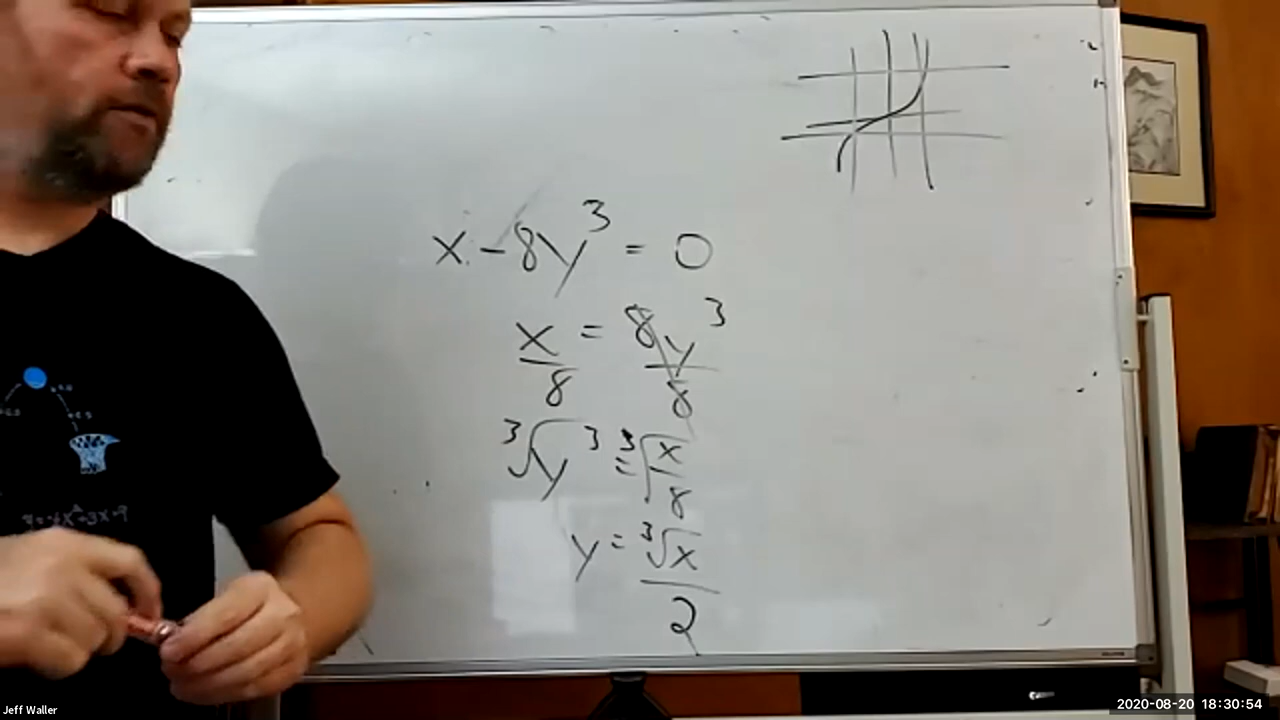 x - 8y³ = 0
x/8 = 8y³/8
³√y³ = ³√x/8
y = ³√x/2
Jeff Waller
2020-08-20 18:30:54